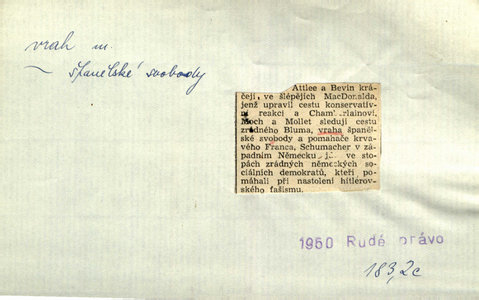 vrah m.
~ španělské svobody
Attlee a Bevin krá-
čejí ve šlépějích MacDonalda,
jenž upravil cestu konservativ-
ní reakci a Chamberlainovi.
Moch a Mollet sledují cestu
zrádného Bluma, vraha španěl-
ské svobody a pomahače krva-
vého Franca, Schumacher v zá-
padním Německu jde ve sto-
pách zrádných německých so-
ciálních demokratů, kteří po-
máhali při nastolení hitlerov-
ského fašismu.
1950 Rudé právo
183,2c